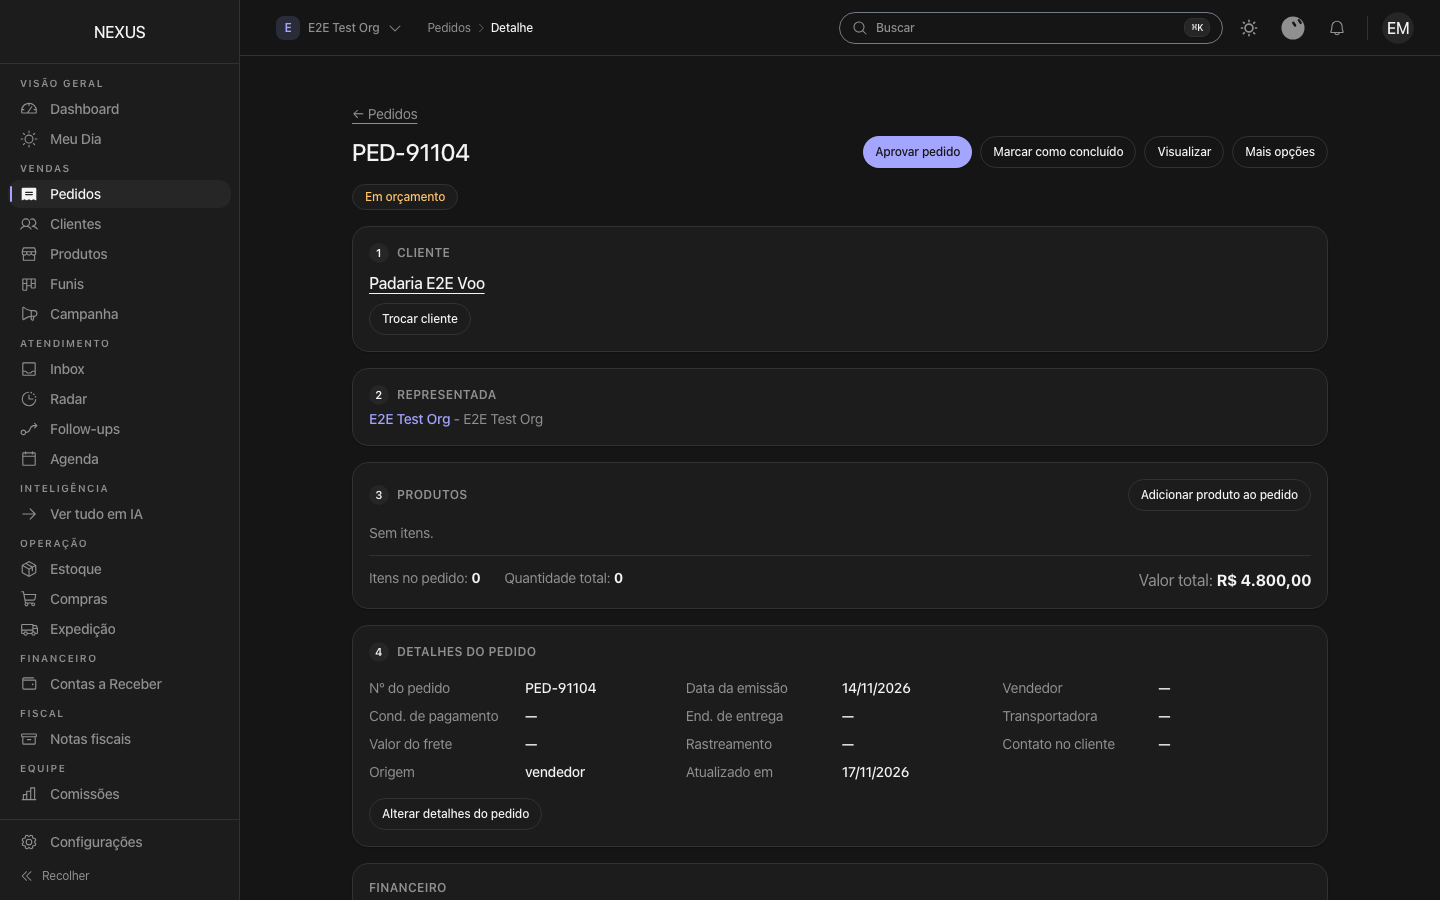 NEXUS
E
E2E Test Org
Pedidos
Detalhe
Buscar
⌘K
EM
VISÃO GERAL
Dashboard
Meu Dia
VENDAS
Pedidos
Clientes
Produtos
Funis
Campanha
ATENDIMENTO
Inbox
Radar
Follow-ups
Agenda
INTELIGÊNCIA
Ver tudo em IA
OPERAÇÃO
Estoque
Compras
Expedição
FINANCEIRO
Contas a Receber
FISCAL
Notas fiscais
EQUIPE
Comissões
Configurações
Recolher
← Pedidos
PED-91104
Aprovar pedido
Marcar como concluído
Visualizar
Mais opções
Em orçamento
1 CLIENTE
Padaria E2E Voo
Trocar cliente
2 REPRESENTADA
E2E Test Org - E2E Test Org
3 PRODUTOS
Adicionar produto ao pedido
Sem itens.
Itens no pedido: 0 Quantidade total: 0 Valor total: R$ 4.800,00
4 DETALHES DO PEDIDO
Nº do pedido PED-91104 Data da emissão 14/11/2026 Vendedor —
Cond. de pagamento — End. de entrega — Transportadora —
Valor do frete — Rastreamento — Contato no cliente —
Origem vendedor Atualizado em 17/11/2026
Alterar detalhes do pedido
FINANCEIRO